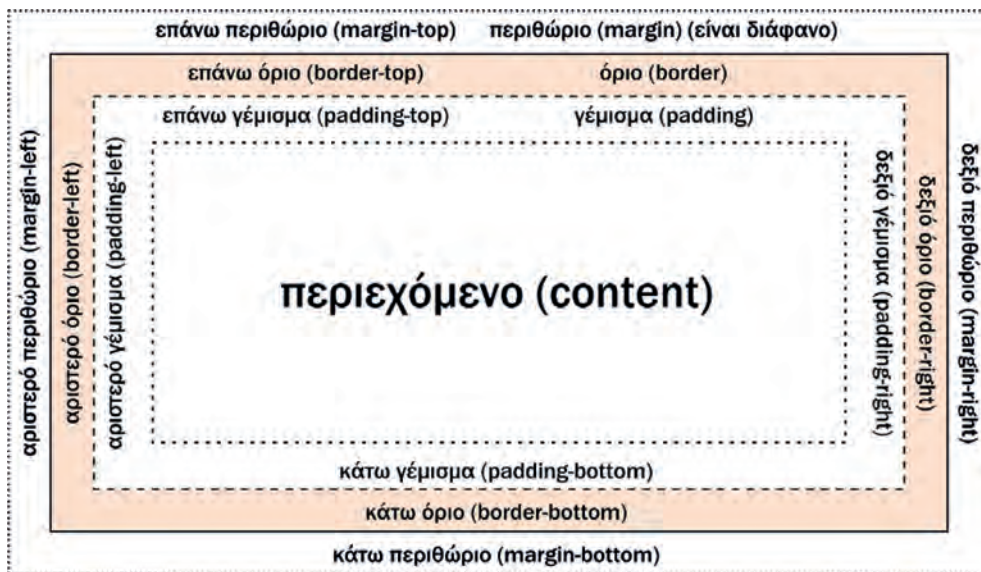 επάνω περιθώριο (margin-top) περιθώριο (margin) (είναι διάφανο)
επάνω όριο (border-top) όριο (border)
επάνω γέμισμα (padding-top) γέμισμα (padding)
αριστερό περιθώριο (margin-left)
αριστερό όριο (border-left)
αριστερό γέμισμα (padding-left)
περιεχόμενο (content)
δεξιό γέμισμα (padding-right)
δεξιό όριο (border-right)
δεξιό περιθώριο (margin-right)
κάτω γέμισμα (padding-bottom)
κάτω όριο (border-bottom)
κάτω περιθώριο (margin-bottom)